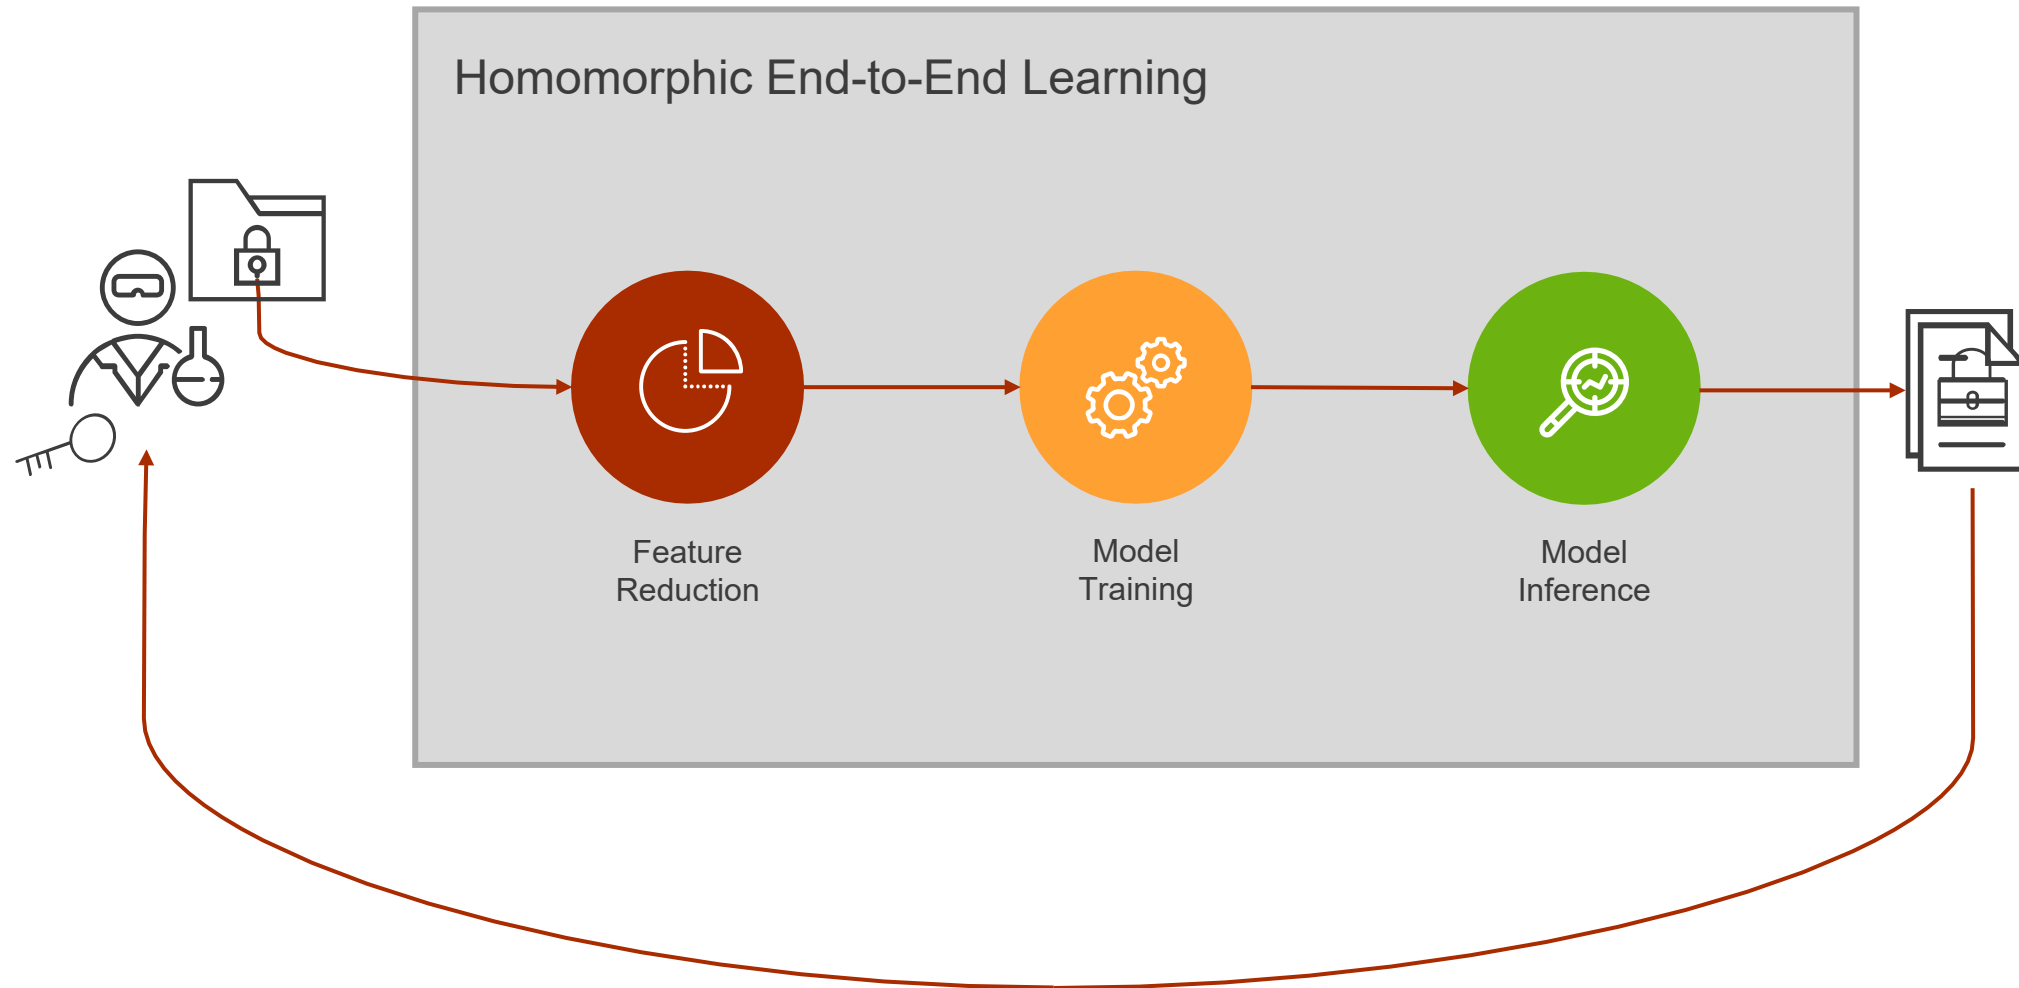 Homomorphic End-to-End Learning
Feature
Reduction
Model
Training
Model
Inference